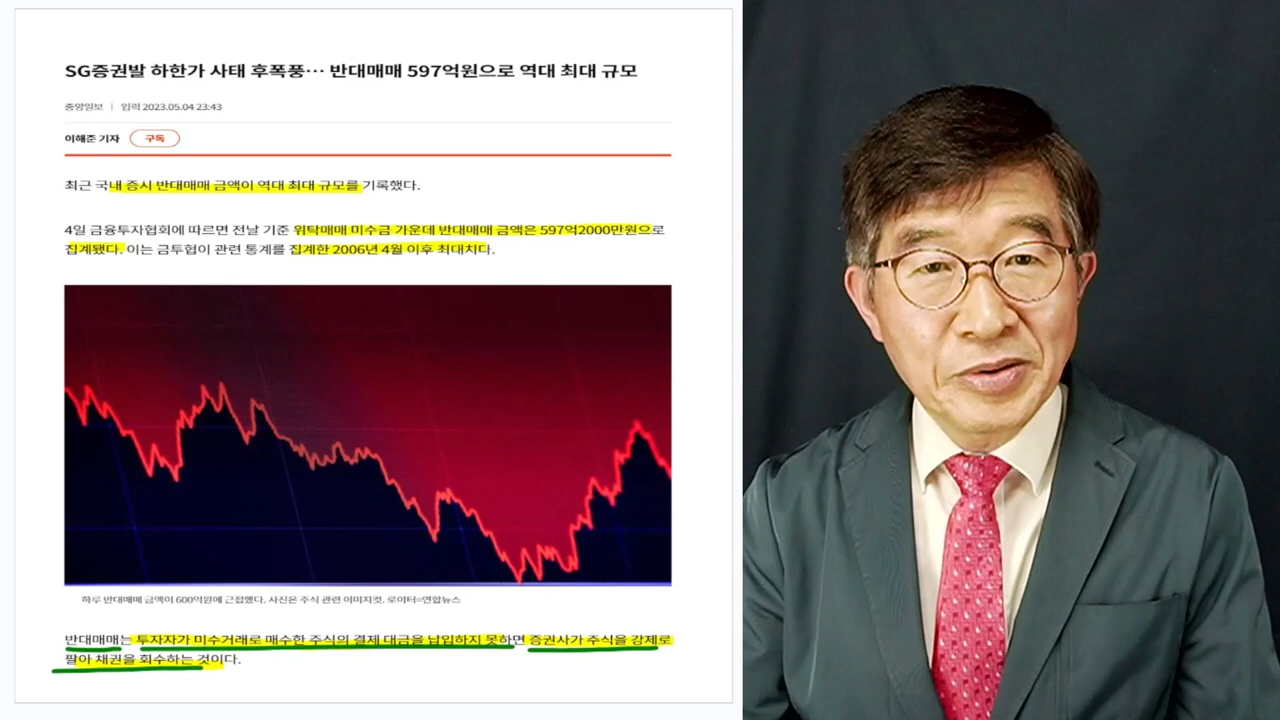 SG증권발 하한가 사태 후폭풍… 반대매매 597억원으로 역대 최대 규모
중앙일보 | 입력 2023.05.04 23:43
이해준 기자 구독
최근 국내 증시 반대매매 금액이 역대 최대 규모를 기록했다.
4일 금융투자협회에 따르면 전날 기준 위탁매매 미수금 가운데 반대매매 금액은 597억2000만원으로
집계됐다. 이는 금투협이 관련 통계를 집계한 2006년 4월 이후 최대치다.
하루 반대매매 금액이 600억원에 근접했다. 사진은 주식 관련 이미지컷. 로이터=연합뉴스
반대매매는 투자자가 미수거래로 매수한 주식의 결제 대금을 납입하지 못하면 증권사가 주식을 강제로
팔아 채권을 회수하는 것이다.